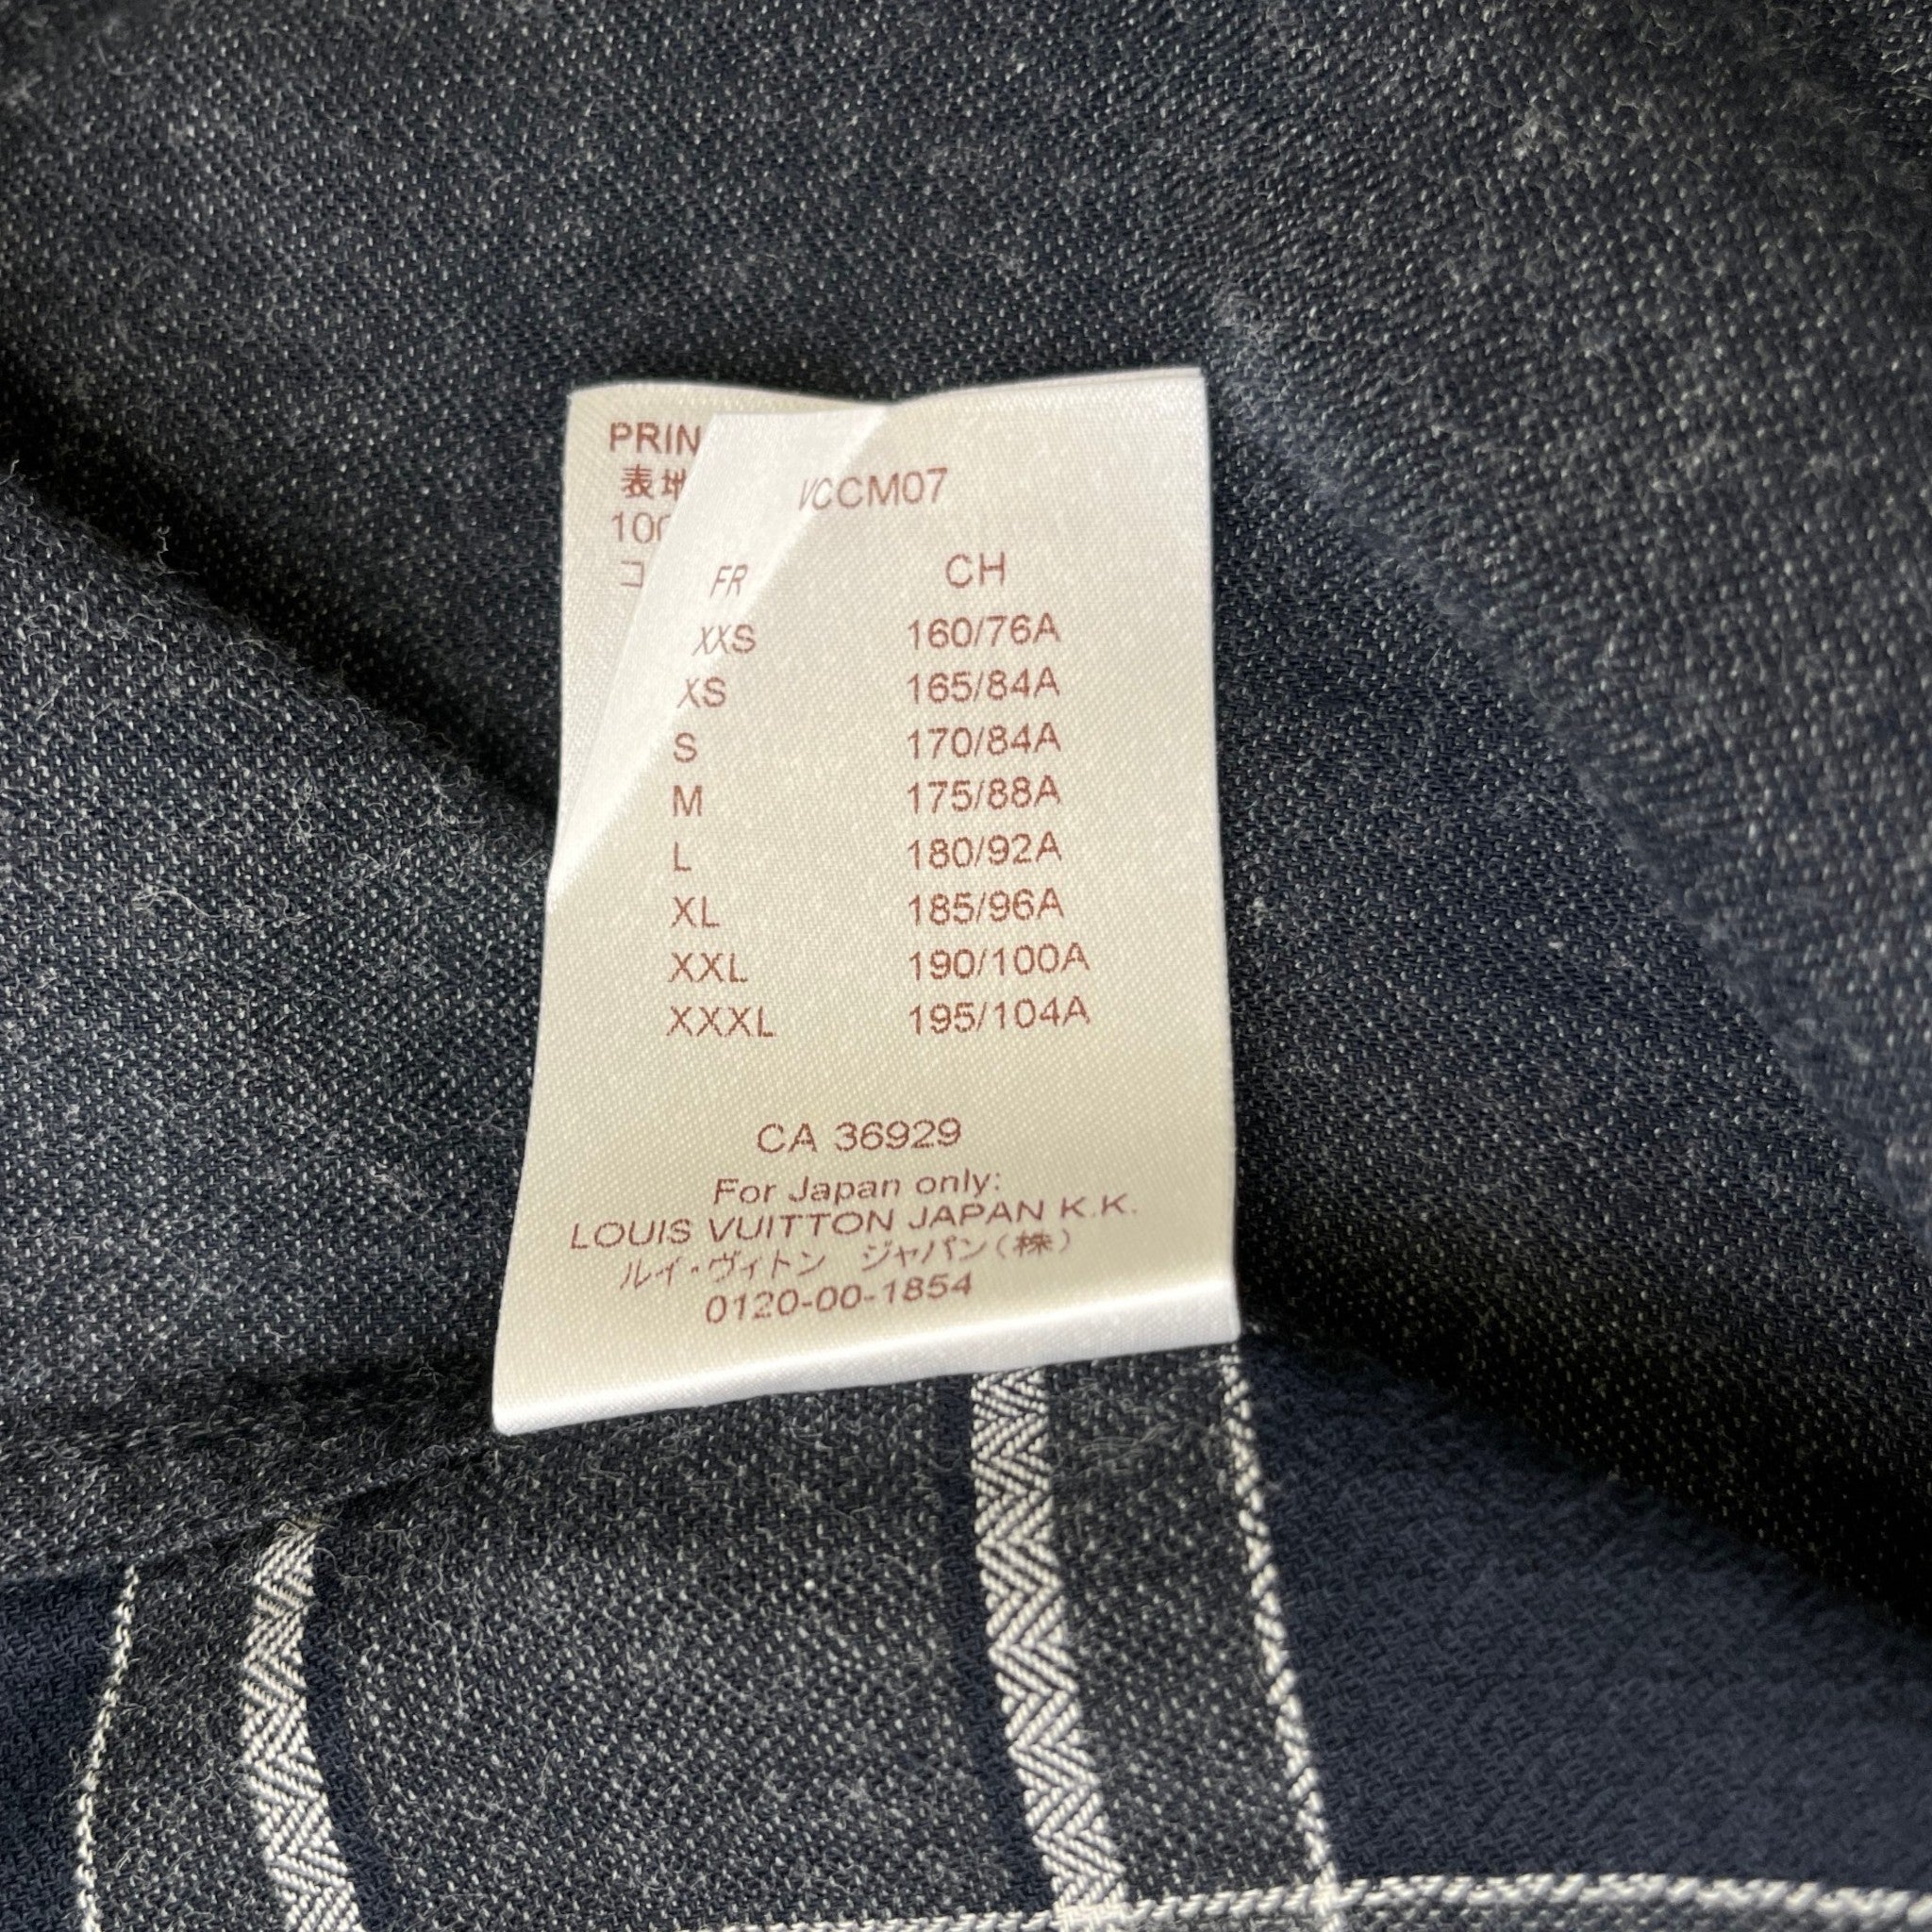 PRIN
表地
100
コ
VCCM07
FR CH
XXS 160/76A
XS 165/84A
S 170/84A
M 175/88A
L 180/92A
XL 185/96A
XXL 190/100A
XXXL 195/104A
CA 36929
For Japan only:
LOUIS VUITTON JAPAN K.K.
ルイ・ヴィトン ジャパン(株)
0120-00-1854